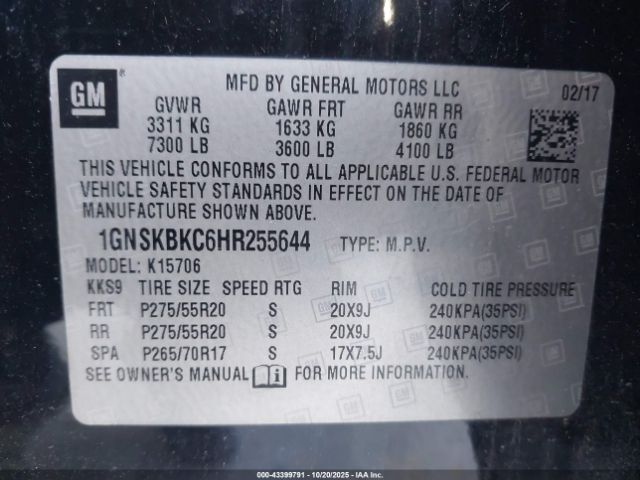 GM ®
MFD BY GENERAL MOTORS LLC
02/17
GVWR GAWR FRT GAWR RR
3311 KG 1633 KG 1860 KG
7300 LB 3600 LB 4100 LB
THIS VEHICLE CONFORMS TO ALL APPLICABLE U.S. FEDERAL MOTOR
VEHICLE SAFETY STANDARDS IN EFFECT ON THE DATE OF
MANUFACTURE SHOWN ABOVE.
1GNSKBKC6HR255644 TYPE: M.P.V.
MODEL: K15706
KKS9 TIRE SIZE SPEED RTG RIM COLD TIRE PRESSURE
FRT P275/55R20 S 20X9J 240KPA(35PSI)
RR P275/55R20 S 20X9J 240KPA(35PSI)
SPA P265/70R17 S 17X7.5J 240KPA(35PSI)
SEE OWNER'S MANUAL FOR MORE INFORMATION.
© 000-43399791 - 10/20/2025 - IAAI.COM